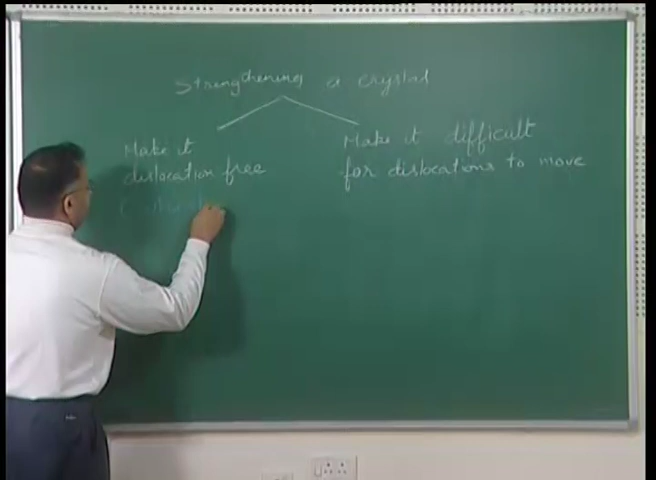 Strengthening a crystal
Make it
dislocation free
Make it difficult
for dislocations to move